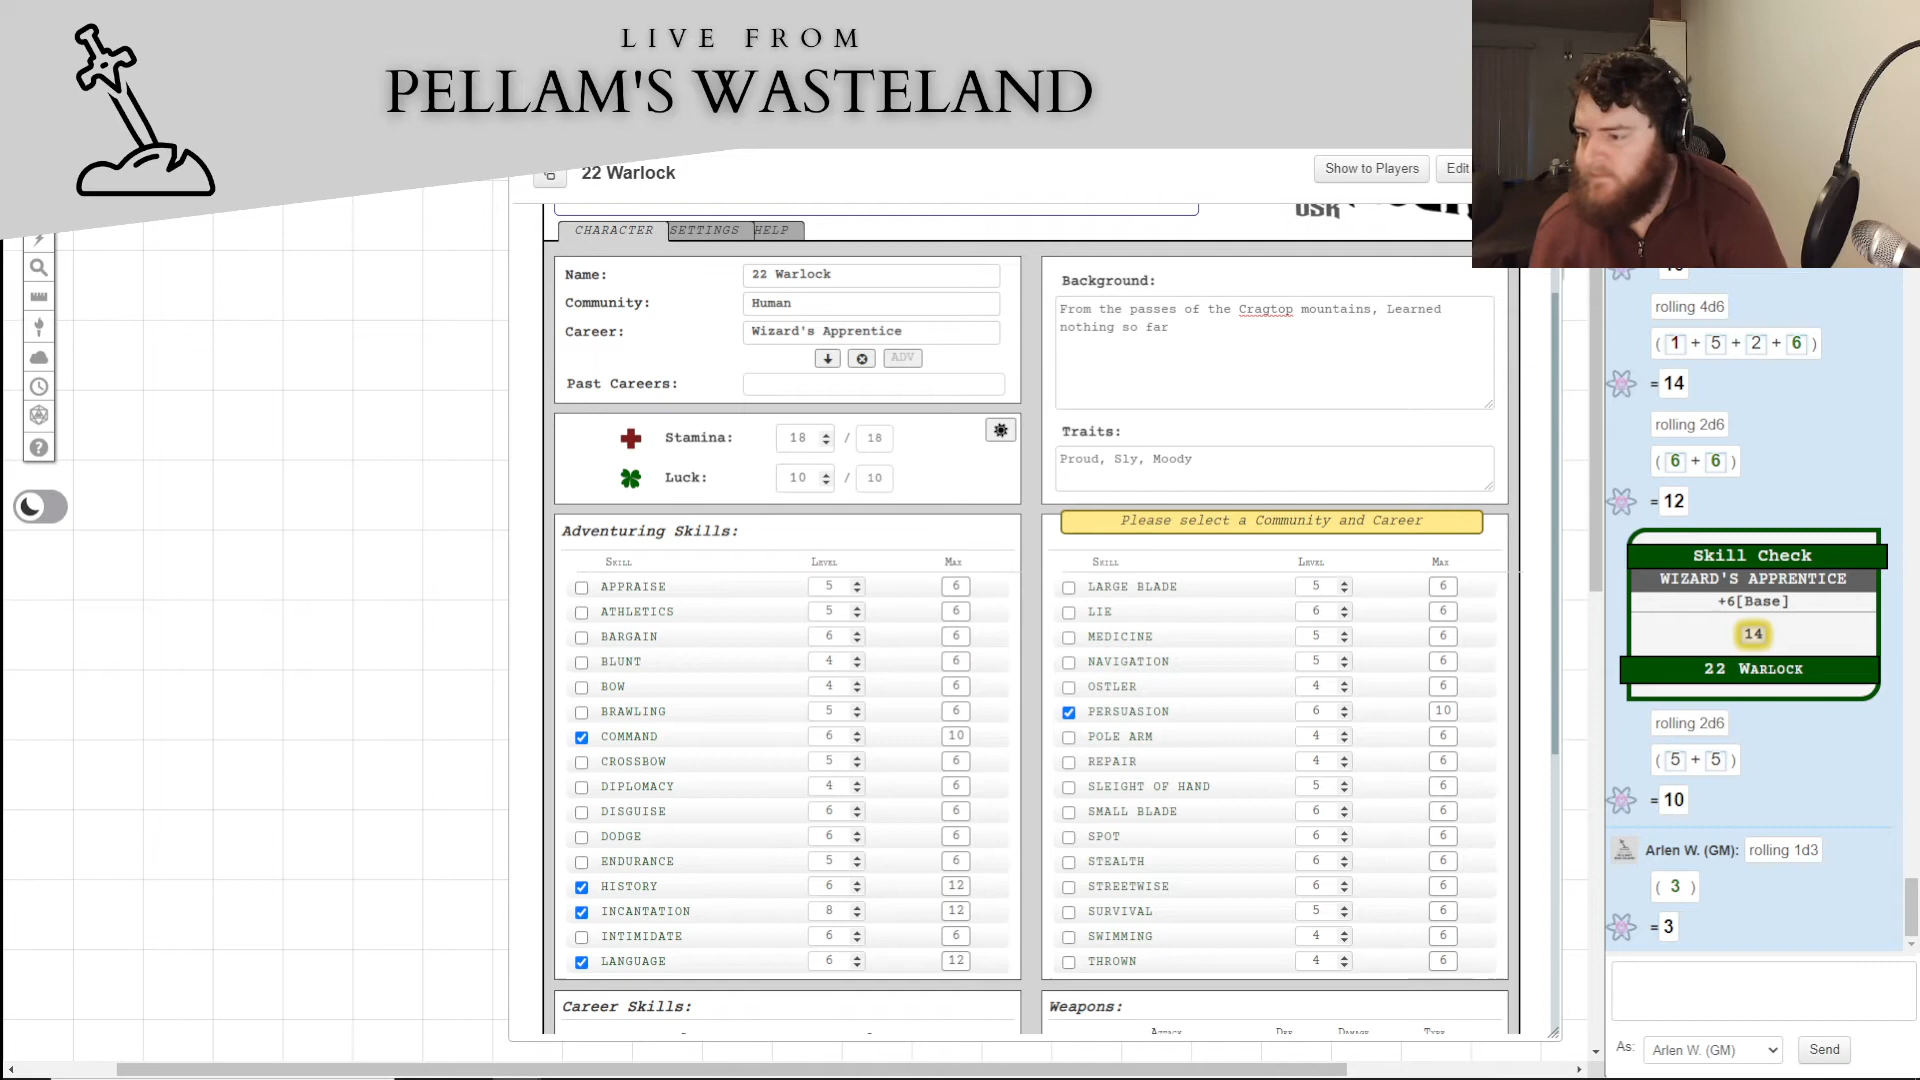 LIVE FROM
PELLAM'S WASTELAND
22 Warlock
Show to Players
Edit
CHARACTER
SETTINGS
HELP
Name:
22 Warlock
Community:
Human
Career:
Wizard's Apprentice
ADV
Past Careers:
Background:
From the passes of the Cragtop mountains, Learned
nothing so far
Stamina:
18 / 18
Luck:
10 / 10
Traits:
Proud, Sly, Moody
Please select a Community and Career
Adventuring Skills:
Skill Level Max
APPRAISE 5 6
ATHLETICS 5 6
BARGAIN 6 6
BLUNT 4 6
BOW 4 6
BRAWLING 5 6
COMMAND 6 10
CROSSBOW 5 6
DIPLOMACY 4 6
DISGUISE 6 6
DODGE 6 6
ENDURANCE 5 6
HISTORY 6 12
INCANTATION 8 12
INTIMIDATE 6 6
LANGUAGE 6 12
Skill Level Max
LARGE BLADE 5 6
LIE 6 6
MEDICINE 5 6
NAVIGATION 5 6
OSTLER 4 6
PERSUASION 6 10
POLE ARM 4 6
REPAIR 4 6
SLEIGHT OF HAND 5 6
SMALL BLADE 6 6
SPOT 6 6
STEALTH 6 6
STREETWISE 6 6
SURVIVAL 5 6
SWIMMING 4 6
THROWN 4 6
Career Skills:
Weapons:
rolling 4d6
( 1 + 5 + 2 + 6 )
= 14
rolling 2d6
( 6 + 6 )
= 12
Skill Check
WIZARD'S APPRENTICE
+6[Base]
14
22 Warlock
rolling 2d6
( 5 + 5 )
= 10
Arlen W. (GM): rolling 1d3
( 3 )
= 3
As: Arlen W. (GM) Send